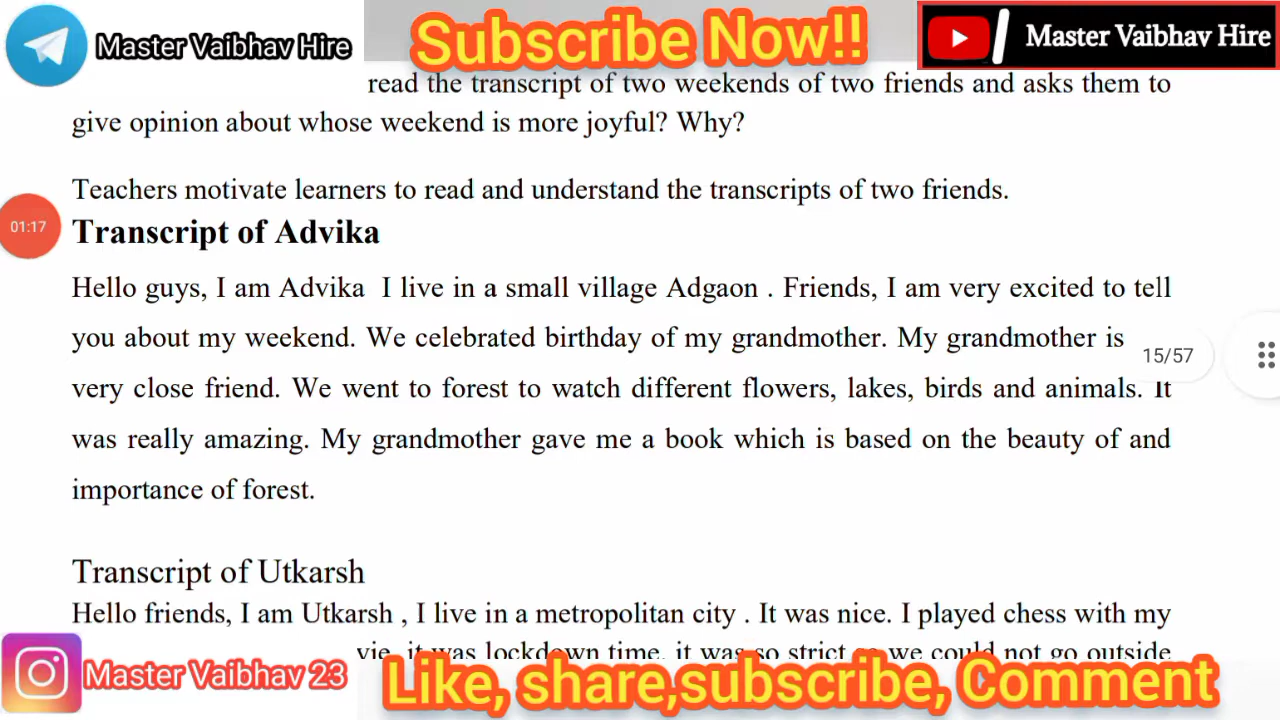 Master Vaibhav Hire
Subscribe Now!!
Master Vaibhav Hire
read the transcript of two weekends of two friends and asks them to
give opinion about whose weekend is more joyful? Why?
Teachers motivate learners to read and understand the transcripts of two friends.
01:17
Transcript of Advika
Hello guys, I am Advika I live in a small village Adgaon . Friends, I am very excited to tell
you about my weekend. We celebrated birthday of my grandmother. My grandmother is
15/57
very close friend. We went to forest to watch different flowers, lakes, birds and animals. It
was really amazing. My grandmother gave me a book which is based on the beauty of and
importance of forest.
Transcript of Utkarsh
Hello friends, I am Utkarsh , I live in a metropolitan city . It was nice. I played chess with my
it was lockdown time, it was so strict we could not go outside
Master Vaibhav 23
Like, share,subscribe, Comment